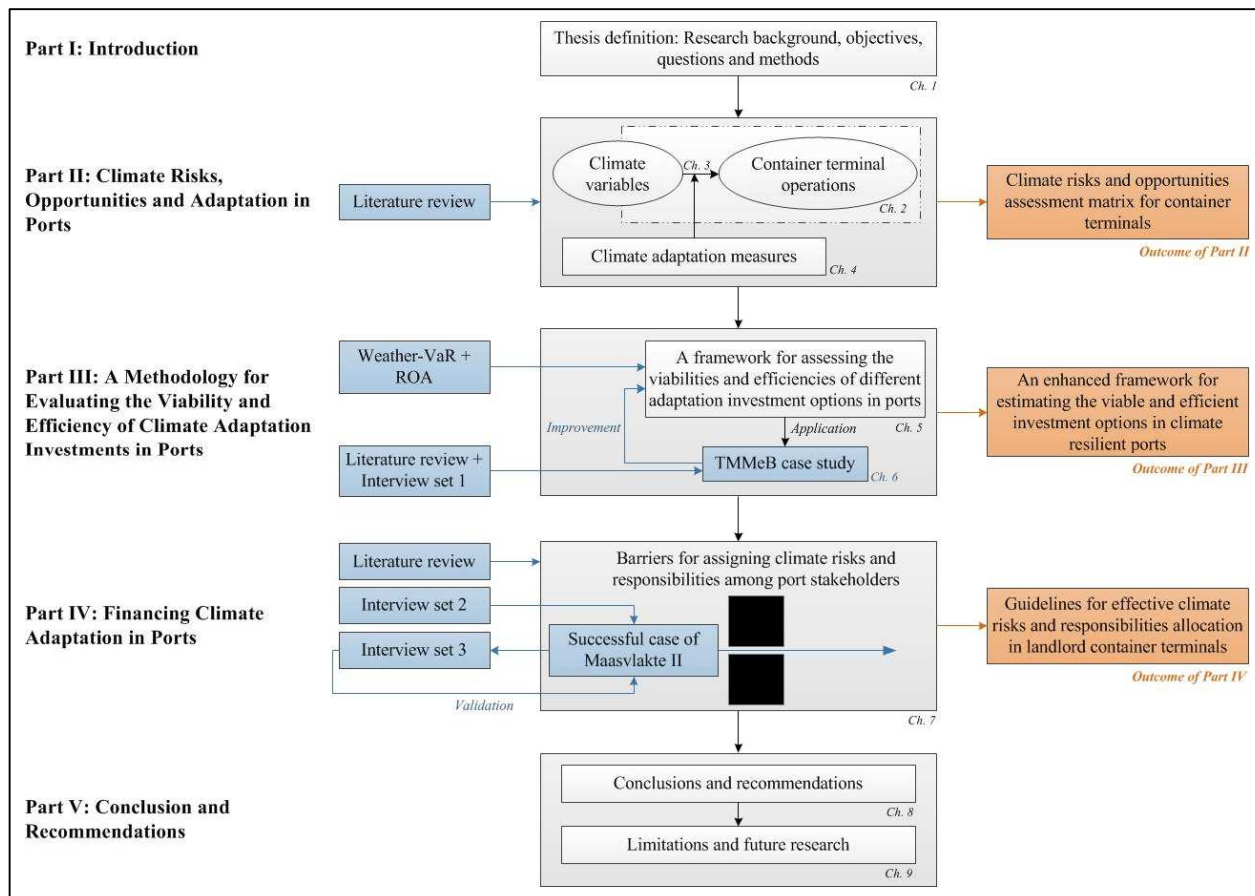 Part I: Introduction
Thesis definition: Research background, objectives,
questions and methods
Ch. 1
Part II: Climate Risks,
Opportunities and Adaptation in
Ports
Literature review
Climate
variables
Ch. 3
Container terminal
operations
Ch. 2
Climate adaptation measures
Ch. 4
Climate risks and opportunities
assessment matrix for container
terminals
Outcome of Part II
Part III: A Methodology for
Evaluating the Viability and
Efficiency of Climate Adaptation
Investments in Ports
Weather-VaR +
ROA
Literature review +
Interview set 1
A framework for assessing the
viabilities and efficiencies of different
adaptation investment options in ports
Ch. 5
Improvement
Application
TMMeB case study
Ch. 6
An enhanced framework for
estimating the viable and efficient
investment options in climate
resilient ports
Outcome of Part III
Part IV: Financing Climate
Adaptation in Ports
Literature review
Interview set 2
Interview set 3
Validation
Barriers for assigning climate risks and
responsibilities among port stakeholders
Successful case of
Maasvlakte II
Ch. 7
Guidelines for effective climate
risks and responsibilities allocation
in landlord container terminals
Outcome of Part IV
Part V: Conclusion and
Recommendations
Conclusions and recommendations
Ch. 8
Limitations and future research
Ch. 9